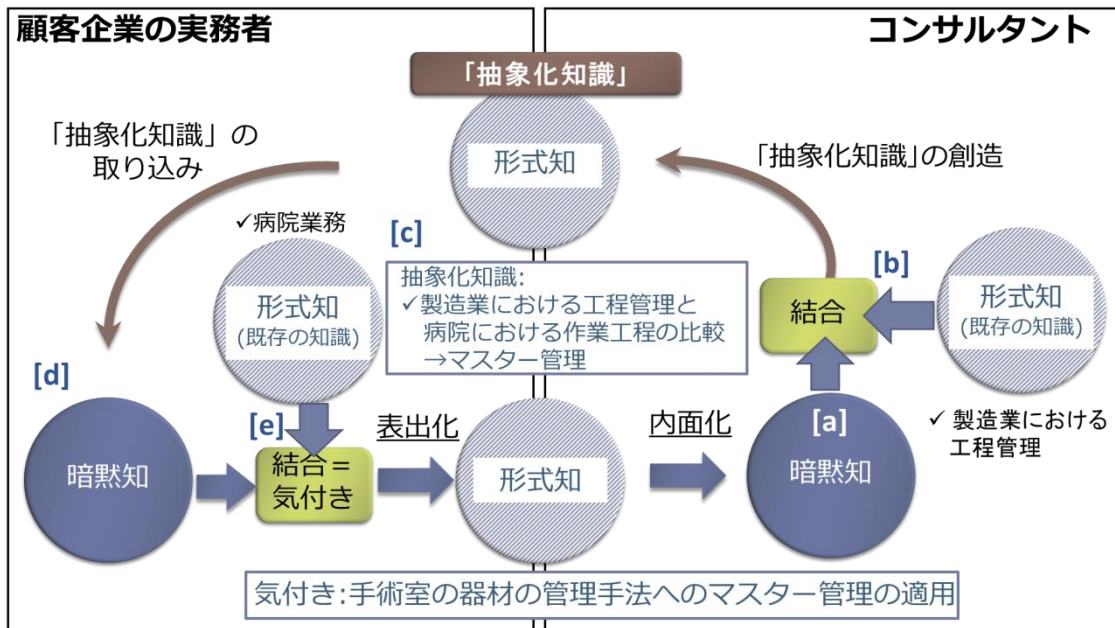 顧客企業の実務者
コンサルタント
「抽象化知識」
「抽象化知識」の
取り込み
形式知
「抽象化知識」の創造
✓病院業務
[c]
[b]
形式知
(既存の知識)
抽象化知識:
✓製造業における工程管理と
病院における作業工程の比較
→マスター管理
結合
形式知
(既存の知識)
[d]
[e]
表出化
内面化
[a]
✓製造業における
工程管理
暗黙知
結合=
気付き
形式知
暗黙知
気付き:手術室の器材の管理手法へのマスター管理の適用